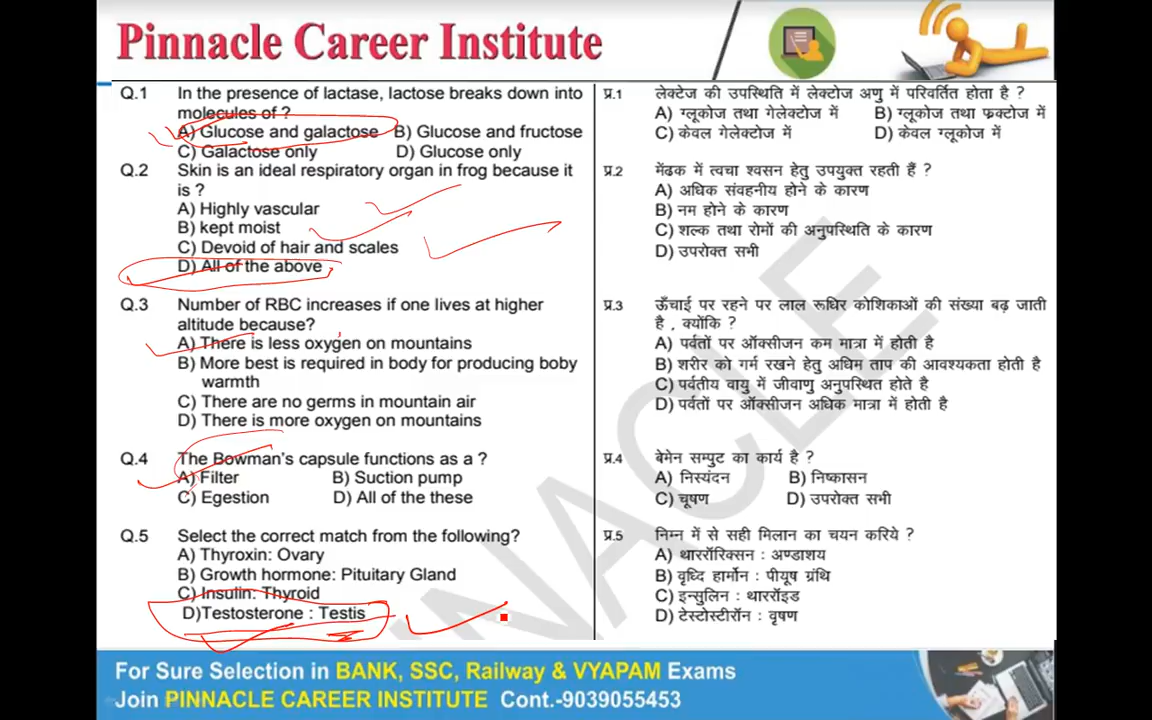 Pinnacle Career Institute
Q.1 In the presence of lactase, lactose breaks down into
molecules of ?
A) Glucose and galactose B) Glucose and fructose
C) Galactose only D) Glucose only
Q.2 Skin is an ideal respiratory organ in frog because it
is ?
A) Highly vascular
B) kept moist
C) Devoid of hair and scales
D) All of the above
Q.3 Number of RBC increases if one lives at higher
altitude because?
A) There is less oxygen on mountains
B) More best is required in body for producing boby
warmth
C) There are no germs in mountain air
D) There is more oxygen on mountains
Q.4 The Bowman's capsule functions as a ?
A) Filter B) Suction pump
C) Egestion D) All of the these
Q.5 Select the correct match from the following?
A) Thyroxin: Ovary
B) Growth hormone: Pituitary Gland
C) Insulin: Thyroid
D)Testosterone : Testis
प्र.1 लेक्टेज की उपस्थिति में लेक्टोज अणु में परिवर्तित होता है ?
A) ग्लूकोज तथा गेलेक्टोज में B) ग्लूकोज तथा फ्रक्टोज में
C) केवल गेलेक्टोज में D) केवल ग्लूकोज में
प्र.2 मेंढक में त्वचा श्वसन हेतु उपयुक्त रहती हैं ?
A) अधिक संवहनीय होने के कारण
B) नम होने के कारण
C) शल्क तथा रोमों की अनुपस्थिति के कारण
D) उपरोक्त सभी
प्र.3 ऊँचाई पर रहने पर लाल रूधिर कोशिकाओं की संख्या बढ़ जाती
है , क्योंकि ?
A) पर्वतों पर ऑक्सीजन कम मात्रा में होती है
B) शरीर को गर्म रखने हेतु अधिम ताप की आवश्यकता होती है
C) पर्वतीय वायु में जीवाणु अनुपस्थित होते है
D) पर्वतों पर ऑक्सीजन अधिक मात्रा में होती है
प्र.4 बेमेन सम्पुट का कार्य है ?
A) निस्यंदन B) निष्कासन
C) चूषण D) उपरोक्त सभी
प्र.5 निम्न में से सही मिलान का चयन करिये ?
A) थाररॉरिक्सन : अण्डाशय
B) वृध्दि हार्मोन : पीयूष ग्रंथि
C) इन्सुलिन : थाररॉइड
D) टेस्टोस्टीरॉन : वृषण
For Sure Selection in BANK, SSC, Railway & VYAPAM Exams
Join PINNACLE CAREER INSTITUTE Cont.-9039055453